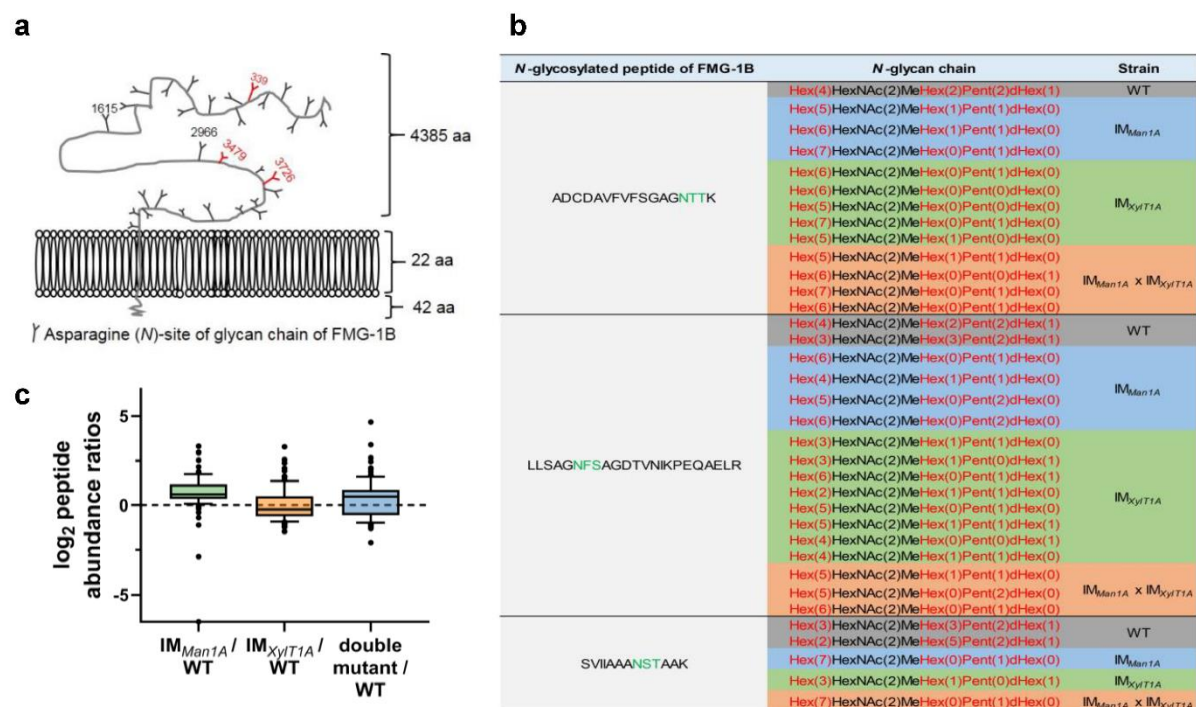 a
1615
339
2966
3479
3726
4385 aa
22 aa
42 aa
Asparagine (N)-site of glycan chain of FMG-1B
b
N-glycosylated peptide of FMG-1B N-glycan chain Strain
Hex(4)HexNAc(2)MeHex(2)Pent(2)dHex(1) WT
Hex(5)HexNAc(2)MeHex(1)Pent(1)dHex(0)
Hex(6)HexNAc(2)MeHex(1)Pent(1)dHex(0) IMMan1A
Hex(7)HexNAc(2)MeHex(0)Pent(1)dHex(0)
Hex(6)HexNAc(2)MeHex(0)Pent(1)dHex(0)
ADCDAVFVFSGAGNTTK
Hex(6)HexNAc(2)MeHex(0)Pent(0)dHex(0)
Hex(5)HexNAc(2)MeHex(0)Pent(0)dHex(0) IMXylT1A
Hex(7)HexNAc(2)MeHex(0)Pent(1)dHex(0)
Hex(5)HexNAc(2)MeHex(1)Pent(0)dHex(0)
Hex(5)HexNAc(2)MeHex(1)Pent(1)dHex(0)
Hex(6)HexNAc(2)MeHex(0)Pent(0)dHex(1) IMMan1A x IMXylT1A
Hex(7)HexNAc(2)MeHex(0)Pent(1)dHex(0)
Hex(6)HexNAc(2)MeHex(0)Pent(1)dHex(0)
Hex(4)HexNAc(2)MeHex(2)Pent(2)dHex(1) WT
Hex(3)HexNAc(2)MeHex(3)Pent(2)dHex(1)
Hex(6)HexNAc(2)MeHex(0)Pent(1)dHex(0)
Hex(4)HexNAc(2)MeHex(1)Pent(1)dHex(0) IMMan1A
Hex(5)HexNAc(2)MeHex(0)Pent(2)dHex(0)
Hex(6)HexNAc(2)MeHex(0)Pent(2)dHex(0)
Hex(3)HexNAc(2)MeHex(1)Pent(1)dHex(0)
LLSAGNFSAGDTVNIKPEQAELR
Hex(3)HexNAc(2)MeHex(1)Pent(0)dHex(1)
Hex(6)HexNAc(2)MeHex(0)Pent(1)dHex(1)
Hex(2)HexNAc(2)MeHex(1)Pent(1)dHex(0) IMXylT1A
Hex(5)HexNAc(2)MeHex(0)Pent(1)dHex(0)
Hex(5)HexNAc(2)MeHex(1)Pent(1)dHex(1)
Hex(4)HexNAc(2)MeHex(0)Pent(0)dHex(1)
Hex(4)HexNAc(2)MeHex(1)Pent(1)dHex(0)
Hex(5)HexNAc(2)MeHex(1)Pent(1)dHex(0)
Hex(5)HexNAc(2)MeHex(0)Pent(2)dHex(0) IMMan1A x IMXylT1A
Hex(6)HexNAc(2)MeHex(0)Pent(1)dHex(0)
Hex(3)HexNAc(2)MeHex(3)Pent(2)dHex(1) WT
Hex(2)HexNAc(2)MeHex(5)Pent(2)dHex(1)
SVIIAAANSTAAK
Hex(7)HexNAc(2)MeHex(0)Pent(1)dHex(0) IMMan1A
Hex(3)HexNAc(2)MeHex(1)Pent(0)dHex(1) IMXylT1A
Hex(7)HexNAc(2)MeHex(0)Pent(1)dHex(0) IMMan1A x IMXylT1A
c
log2 peptide
abundance ratios
5
0
-5
IMMan1A /
WT
IMXylT1A /
WT
double
mutant /
WT